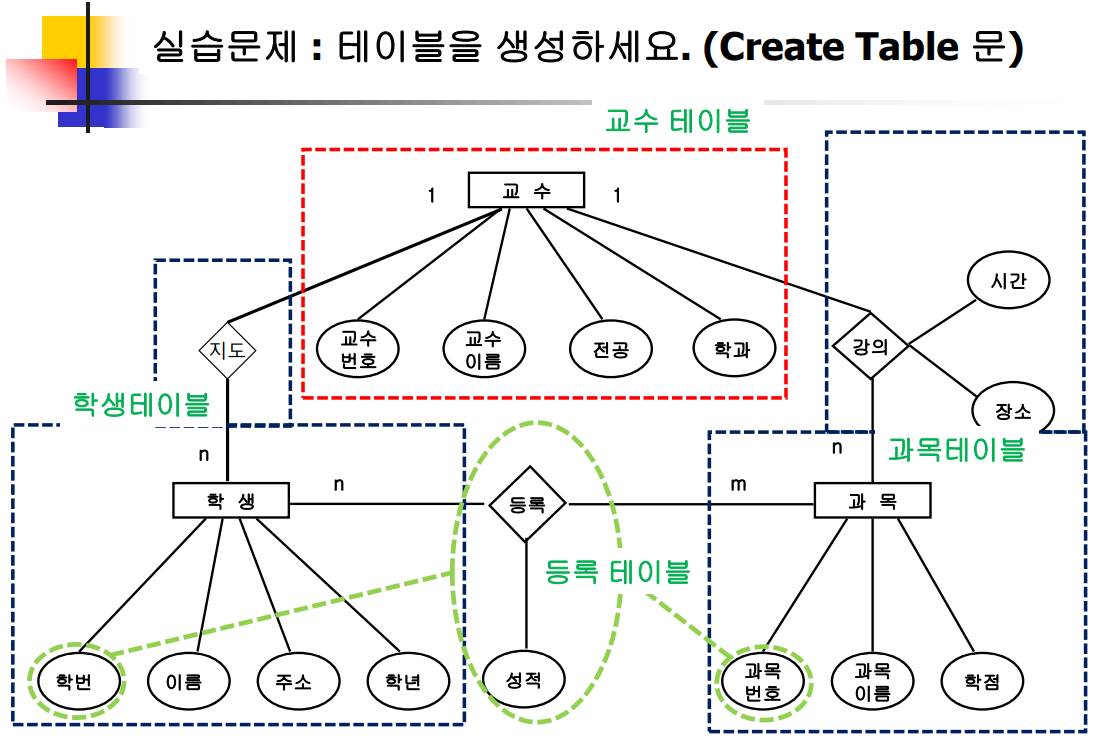 실습문제 : 테이블을 생성하세요. (Create Table 문)
교수 테이블
1
교 수
1
시간
지도
교수
번호
교수
이름
전공
학과
강의
장소
학생테이블
과목테이블
n
n
n
m
학 생
등록
과 목
등록 테이블
학번
이름
주소
학년
성적
과목
번호
과목
이름
학점